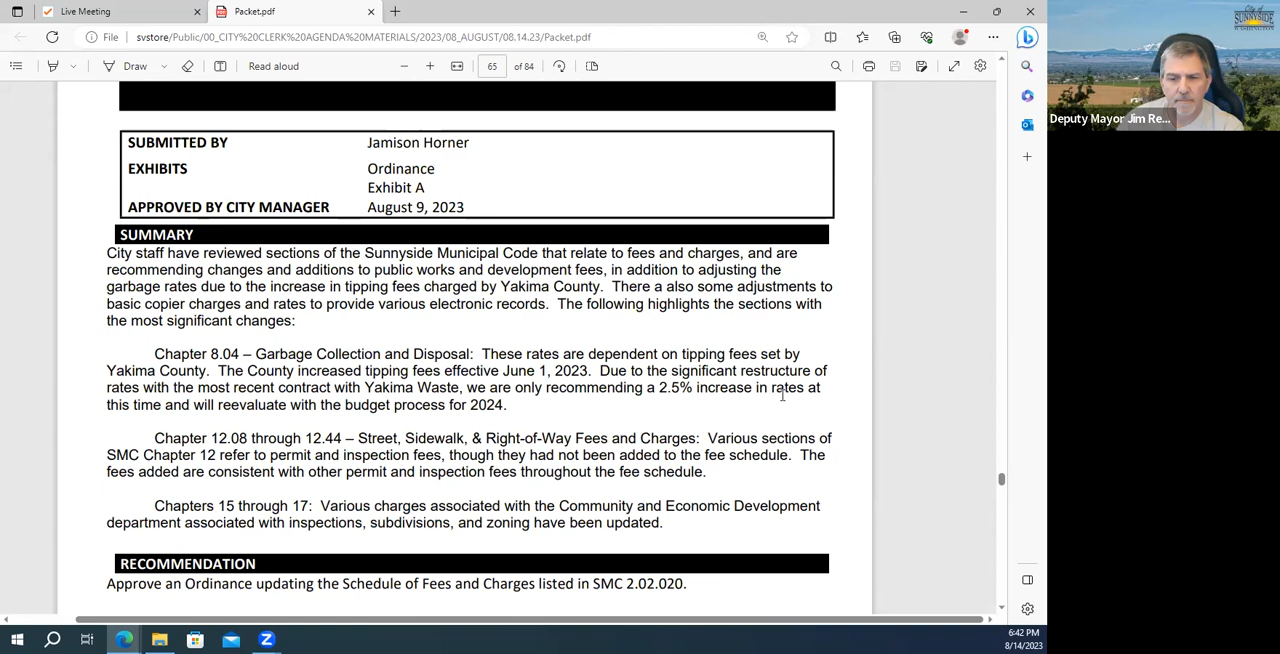 Live Meeting
Packet.pdf
File
svstore/Public/00_CITY%20CLERK%20AGENDA%20MATERIALS/2023/08_AUGUST/08.14.23/Packet.pdf
Draw
Read aloud
65 of 84
City of
SUNNYSIDE
WASHINGTON
Deputy Mayor Jim Re...
SUBMITTED BY Jamison Horner
EXHIBITS Ordinance
Exhibit A
APPROVED BY CITY MANAGER August 9, 2023
SUMMARY
City staff have reviewed sections of the Sunnyside Municipal Code that relate to fees and charges, and are
recommending changes and additions to public works and development fees, in addition to adjusting the
garbage rates due to the increase in tipping fees charged by Yakima County. There a also some adjustments to
basic copier charges and rates to provide various electronic records. The following highlights the sections with
the most significant changes:
Chapter 8.04 – Garbage Collection and Disposal: These rates are dependent on tipping fees set by
Yakima County. The County increased tipping fees effective June 1, 2023. Due to the significant restructure of
rates with the most recent contract with Yakima Waste, we are only recommending a 2.5% increase in rates at
this time and will reevaluate with the budget process for 2024.
Chapter 12.08 through 12.44 – Street, Sidewalk, & Right-of-Way Fees and Charges: Various sections of
SMC Chapter 12 refer to permit and inspection fees, though they had not been added to the fee schedule. The
fees added are consistent with other permit and inspection fees throughout the fee schedule.
Chapters 15 through 17: Various charges associated with the Community and Economic Development
department associated with inspections, subdivisions, and zoning have been updated.
RECOMMENDATION
Approve an Ordinance updating the Schedule of Fees and Charges listed in SMC 2.02.020.
6:42 PM
8/14/2023